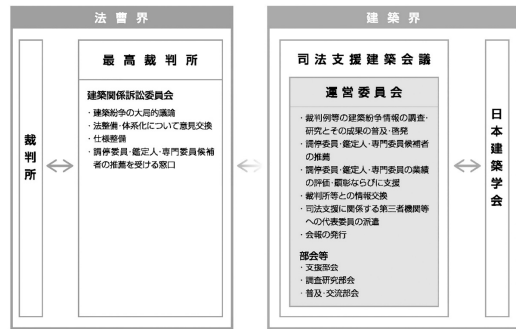 法曹界
裁判所
最高裁判所
建築関係訴訟委員会
・建築紛争の大局的議論
・法整備・体系化について意見交換
・仕様整備
・調停委員・鑑定人・専門委員候補
者の推薦を受ける窓口
建築界
司法支援建築会議
運営委員会
・裁判例等の建築紛争情報の調査・
研究とその成果の普及・啓発
・調停委員・鑑定人・専門委員候補者
の推薦
・調停委員・鑑定人・専門委員の業績
の評価・顕彰ならびに支援
・裁判所等との情報交換
・司法支援に関係する第三者機関等
への代表委員の派遣
・会報の発行
部会等
・支援部会
・調査研究部会
・普及・交流部会
日本建築学会